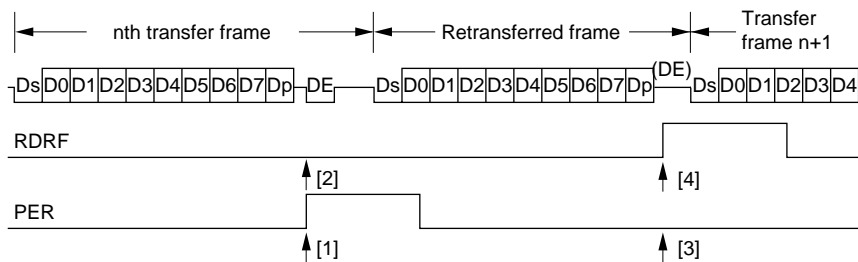 nth transfer frame
Retransferred frame
Transfer
frame n+1
Ds D0 D1 D2 D3 D4 D5 D6 D7 Dp DE Ds D0 D1 D2 D3 D4 D5 D6 D7 Dp (DE) Ds D0 D1 D2 D3 D4
RDRF
[2] [4]
PER
[1] [3]